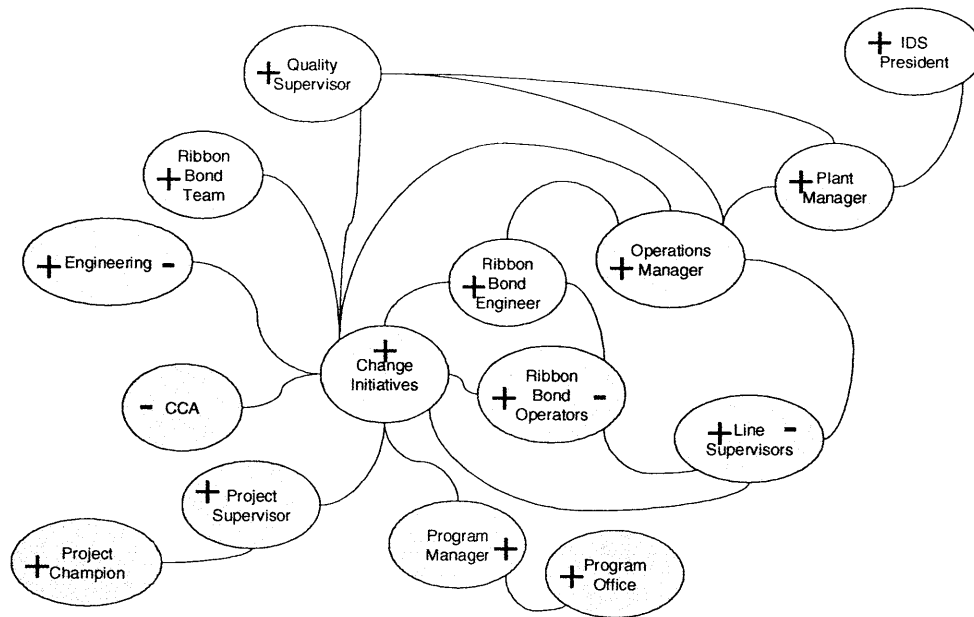 + IDS
President
+ Quality
Supervisor
Ribbon
+ Bond
Team
+ Plant
Manager
+ Engineering -
Ribbon
Bond
+ Engineer
Operations
+ Manager
+
Change
Initiatives
- CCA
Ribbon
+ Bond -
Operators
+ Line -
Supervisors
+ Project
Supervisor
Program
Manager +
Project
+ Champion
+ Program
Office